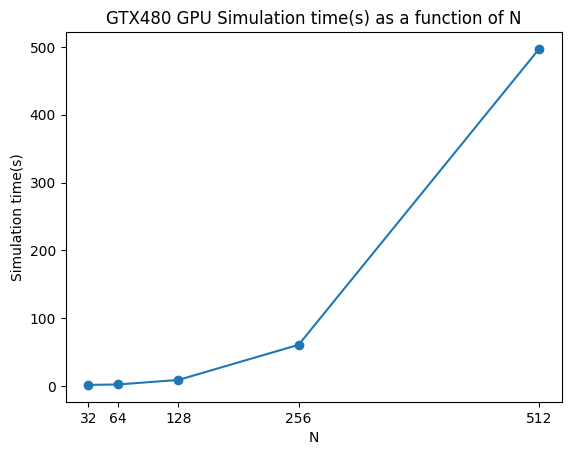 GTX480 GPU Simulation time(s) as a function of N
500
400
300
200
100
0
Simulation time(s)
32 64 128 256 512
N